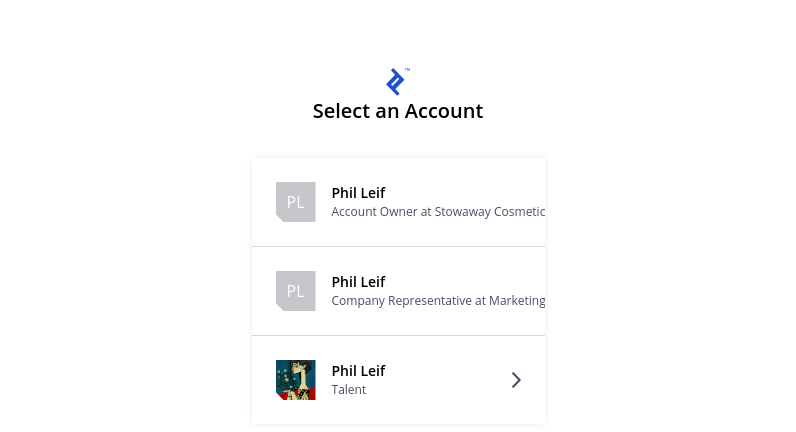 ™
Select an Account
PL
Phil Leif
Account Owner at Stowaway Cosmetic
PL
Phil Leif
Company Representative at Marketing
Phil Leif
Talent